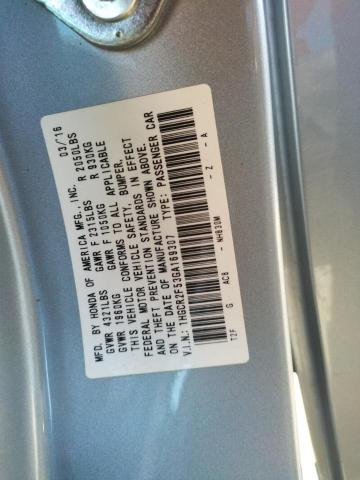 MFD. BY HONDA OF AMERICA MFG., INC. 03/16
GVWR 4321LBS GAWR F 2315LBS R 2050LBS
GVWR 1960KG GAWR F 1050KG R 930KG
THIS VEHICLE CONFORMS TO ALL APPLICABLE
FEDERAL MOTOR VEHICLE SAFETY, BUMPER,
AND THEFT PREVENTION STANDARDS IN EFFECT
ON THE DATE OF MANUFACTURE SHOWN ABOVE.
V.I.N.: 1HGCR2F53GA169307 TYPE: PASSENGER CAR
T2F G AC8 - NH830M - Z - A